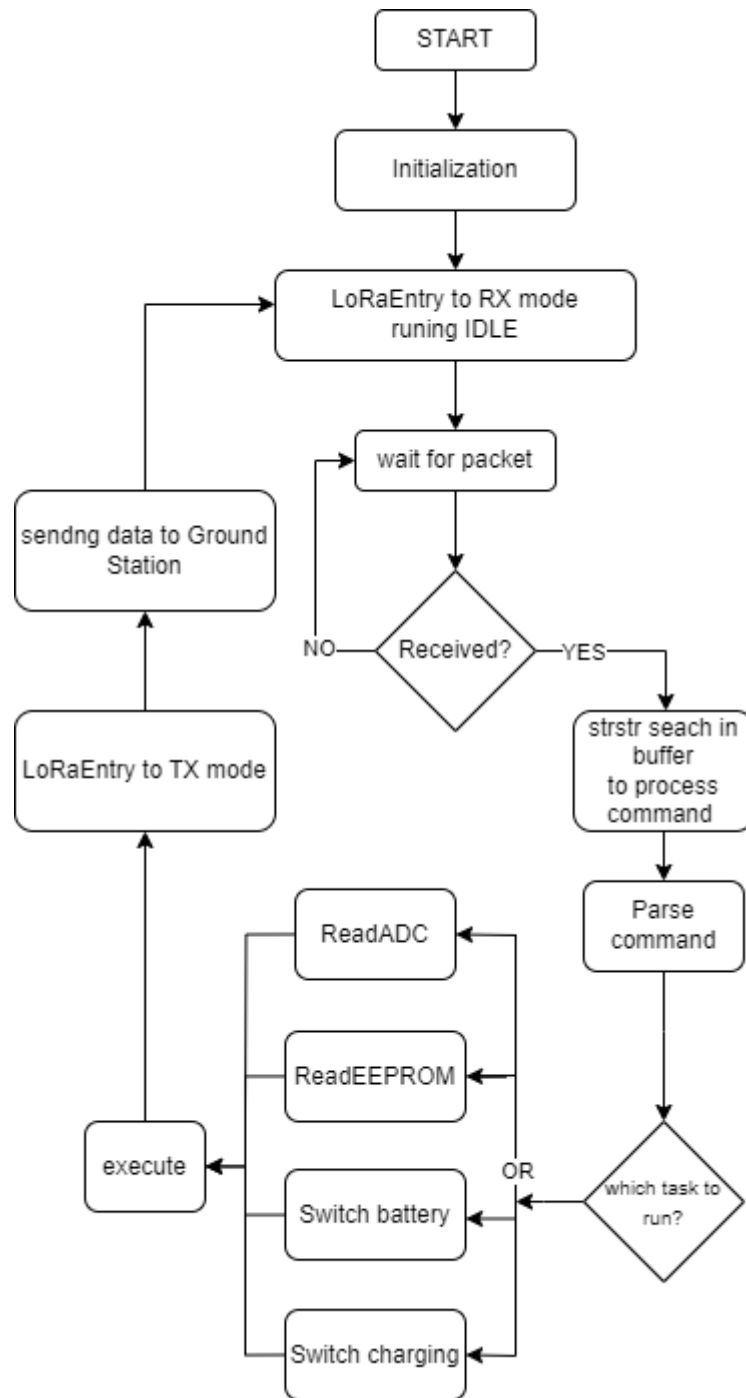 START
Initialization
LoRaEntry to RX mode
runing IDLE
wait for packet
Received?
NO
YES
strstr seach in
buffer
to process
command
Parse
command
which task to
run?
OR
ReadADC
ReadEEPROM
Switch battery
Switch charging
execute
LoRaEntry to TX mode
sendng data to Ground
Station